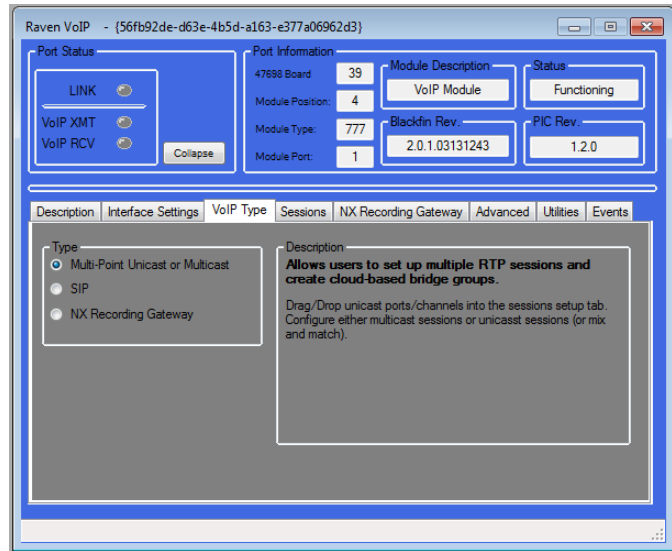 Raven VoIP - {56fb92de-d63e-4b5d-a163-e377a06962d3}
Port Status
LINK
VoIP XMT
VoIP RCV
Collapse
Port Information
47698 Board 39
Module Position: 4
Module Type: 777
Module Port: 1
Module Description
VoIP Module
Status
Functioning
Blackfin Rev.
2.0.1.03131243
PIC Rev.
1.2.0
Description Interface Settings VoIP Type Sessions NX Recording Gateway Advanced Utilities Events
Type
Multi-Point Unicast or Multicast
SIP
NX Recording Gateway
Description
Allows users to set up multiple RTP sessions and
create cloud-based bridge groups.
Drag/Drop unicast ports/channels into the sessions setup tab.
Configure either multicast sessions or unicasst sessions (or mix
and match).